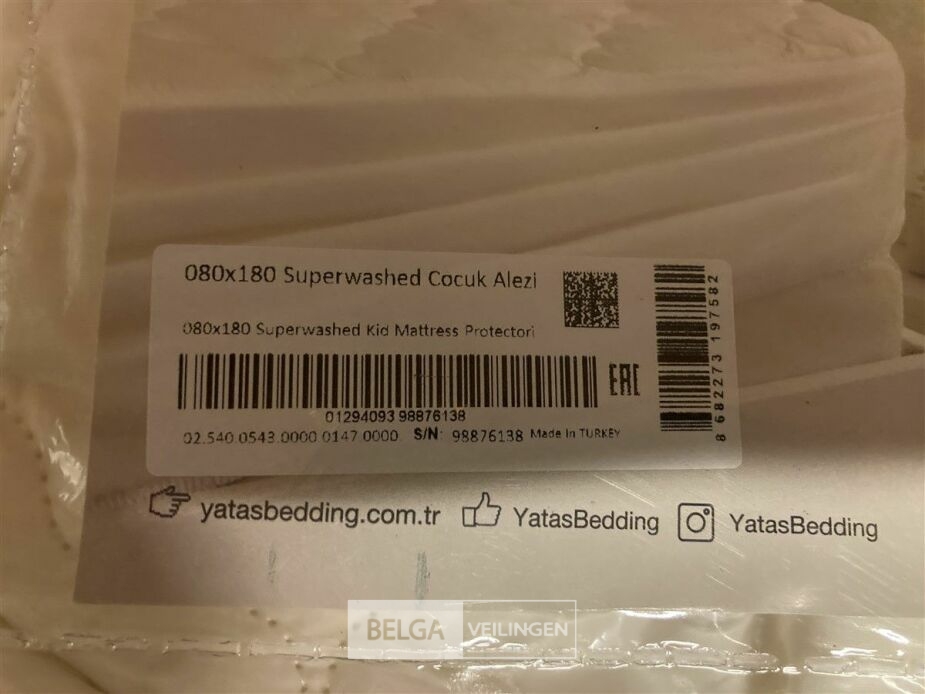 080x180 Superwashed Cocuk Alezi
080x180 Superwashed Kid Mattress Protectori
EAC
01294093 98876138
02.540.0543.0000.0147.0000. S/N: 98876138 Made In TURKEY
8 682273 197582
yatasbedding.com.tr YatasBedding YatasBedding
BELGA VEILINGEN